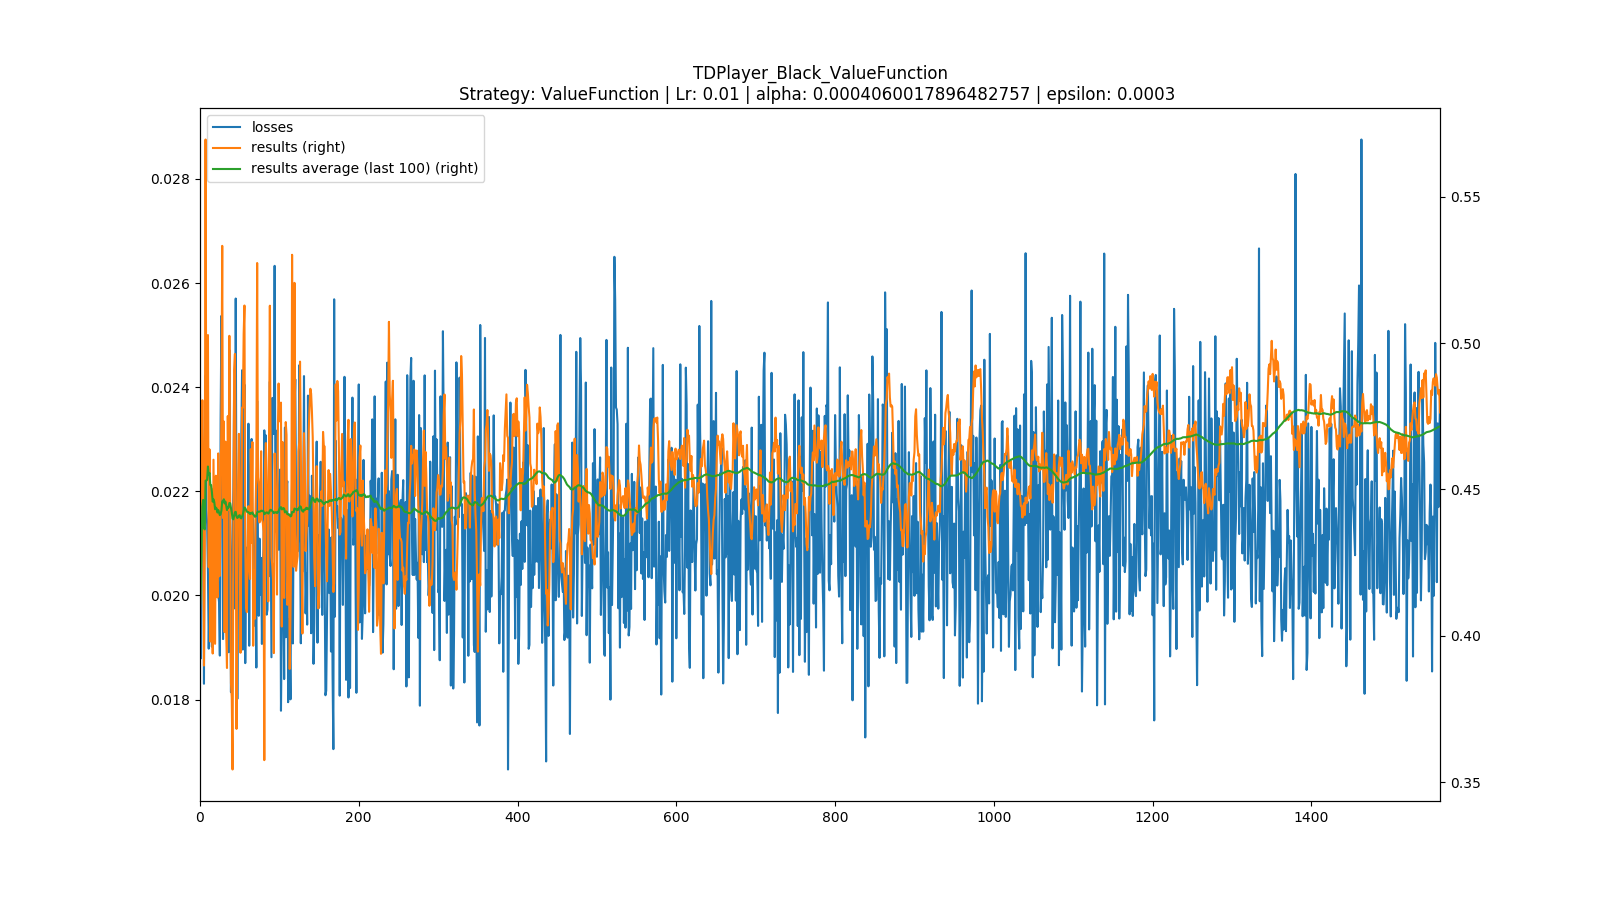 TDPlayer_Black_ValueFunction
Strategy: ValueFunction | Lr: 0.01 | alpha: 0.0004060017896482757 | epsilon: 0.0003
losses
results (right)
results average (last 100) (right)
0.028
0.026
0.024
0.022
0.020
0.018
0.55
0.50
0.45
0.40
0.35
0 200 400 600 800 1000 1200 1400